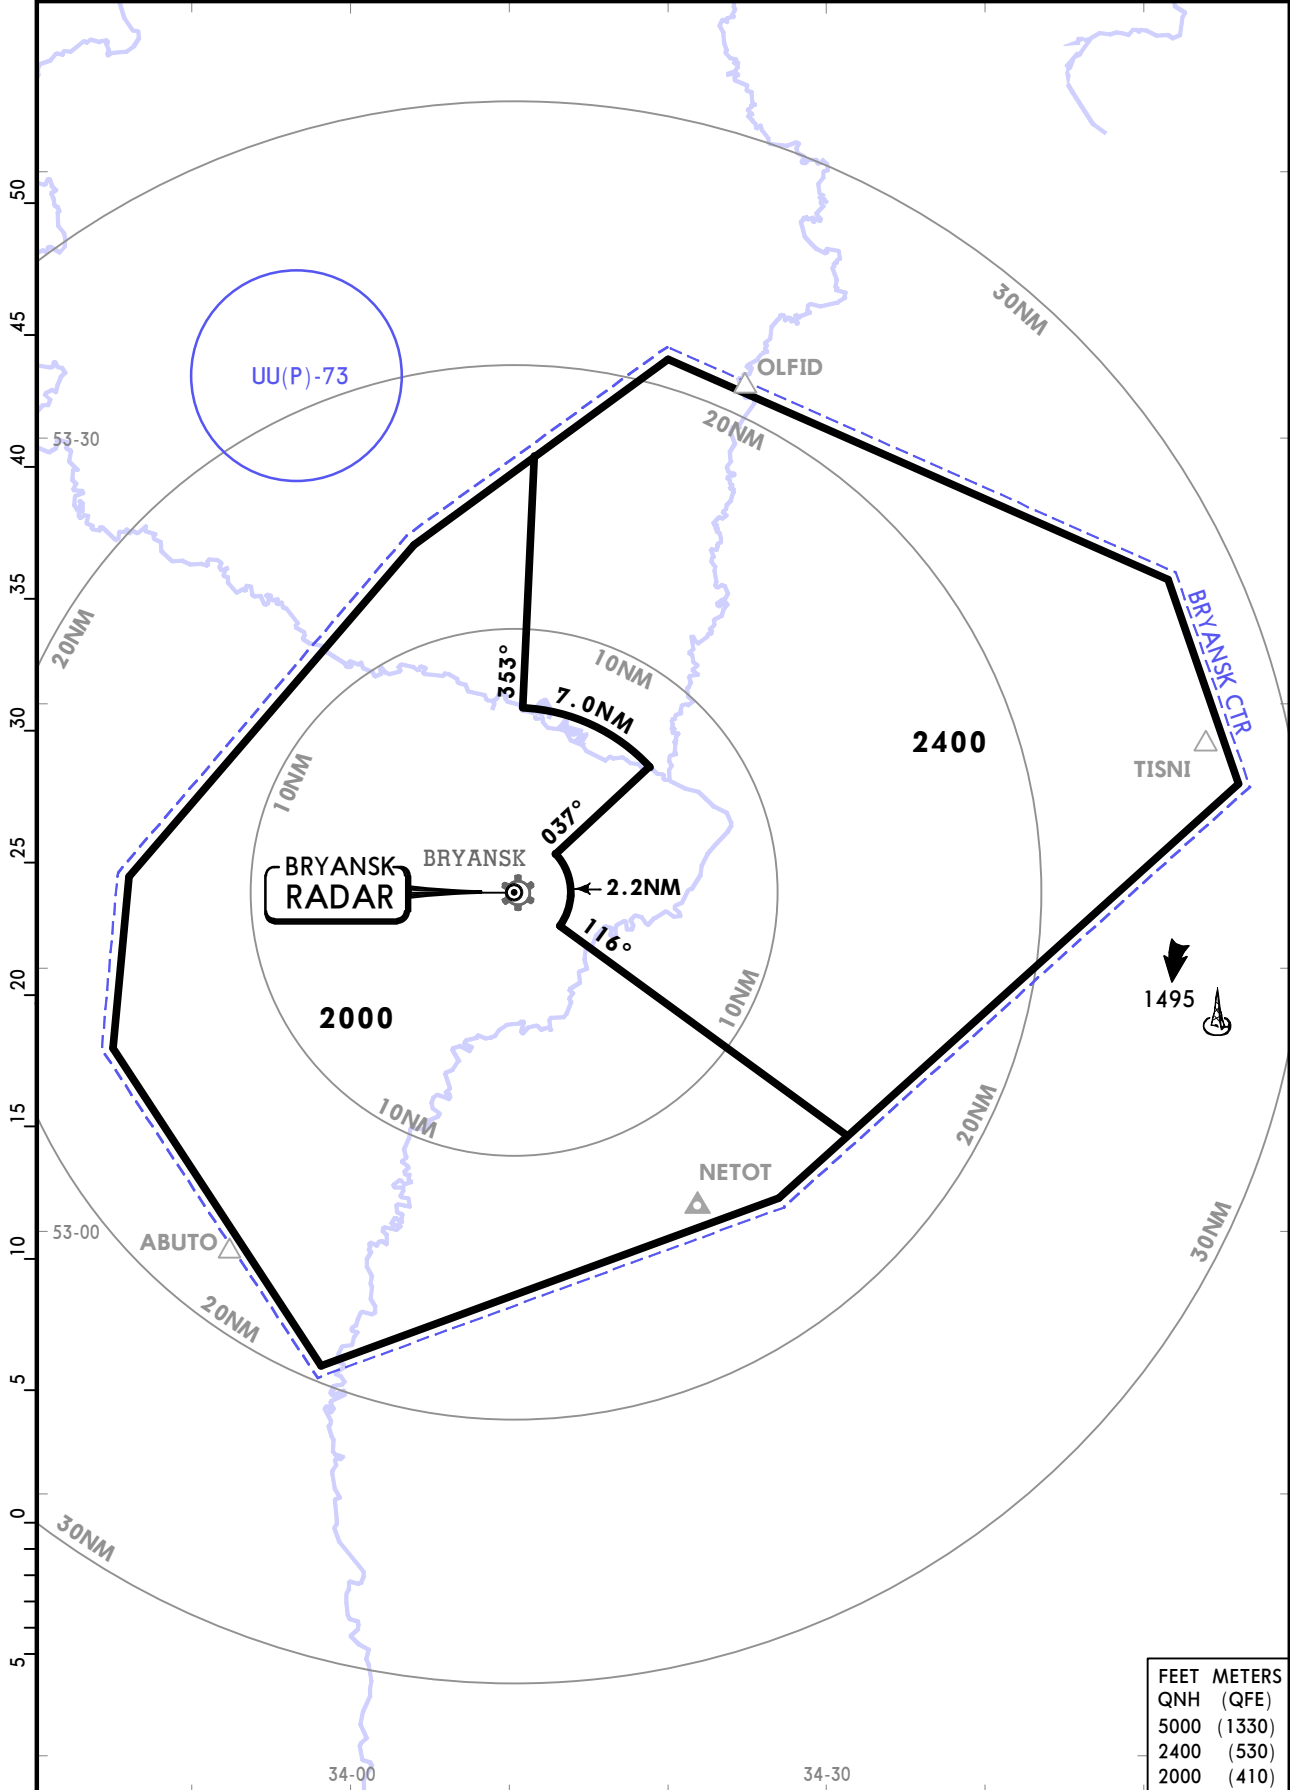 50
45
40
35
30
25
20
15
10
5
0
5
30NM
UU(P)-73
OLFID
20NM
53-30
20NM
353°
10NM
7.0NM
BRYANSK CTR
2400
TISNI
10NM
037°
BRYANSK
BRYANSK
RADAR
2.2NM
116°
10NM
1495
2000
10NM
20NM
NETOT
53-00
ABUTO
30NM
20NM
30NM
34-00
34-30
FEET METERS
QNH (QFE)
5000 (1330)
2400 (530)
2000 (410)